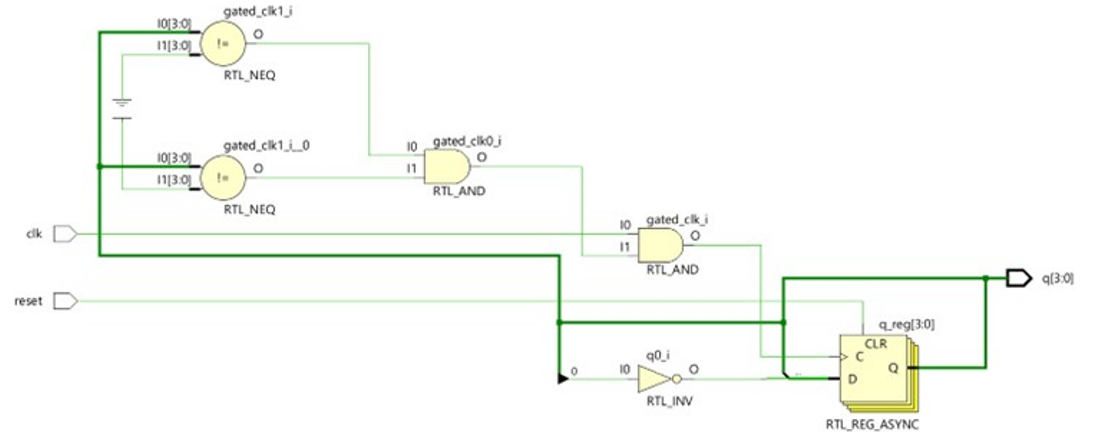 gated_clk1_i
I0[3:0]
O
I1[3:0]
!=
RTL_NEQ
gated_clk1_i__0
I0[3:0]
O
I1[3:0]
!=
RTL_NEQ
gated_clk0_i
I0
O
I1
RTL_AND
gated_clk_i
clk
I0
O
I1
RTL_AND
reset
q[3:0]
q_reg[3:0]
CLR
C
Q
D
RTL_REG_ASYNC
q0_i
0
I0
O
...
RTL_INV